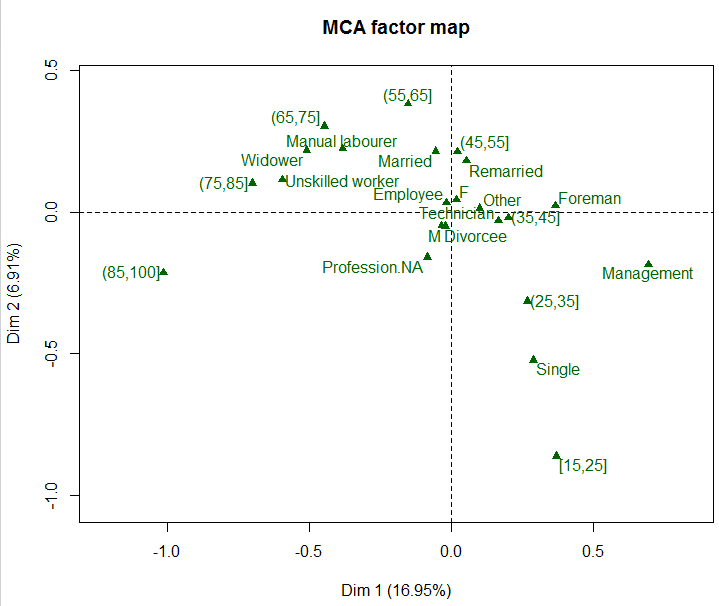 MCA factor map
0.5
(55,65]
(65,75]
Manual labourer
(45,55]
Widower
Married
Remarried
(75,85]
Unskilled worker
Employee
F
Other
Foreman
0.0
Technician
(35,45]
M Divorcee
Profession.NA
(85,100]
Management
Dim 2 (6.91%)
(25,35]
-0.5
Single
[15,25]
-1.0
-1.0 -0.5 0.0 0.5
Dim 1 (16.95%)